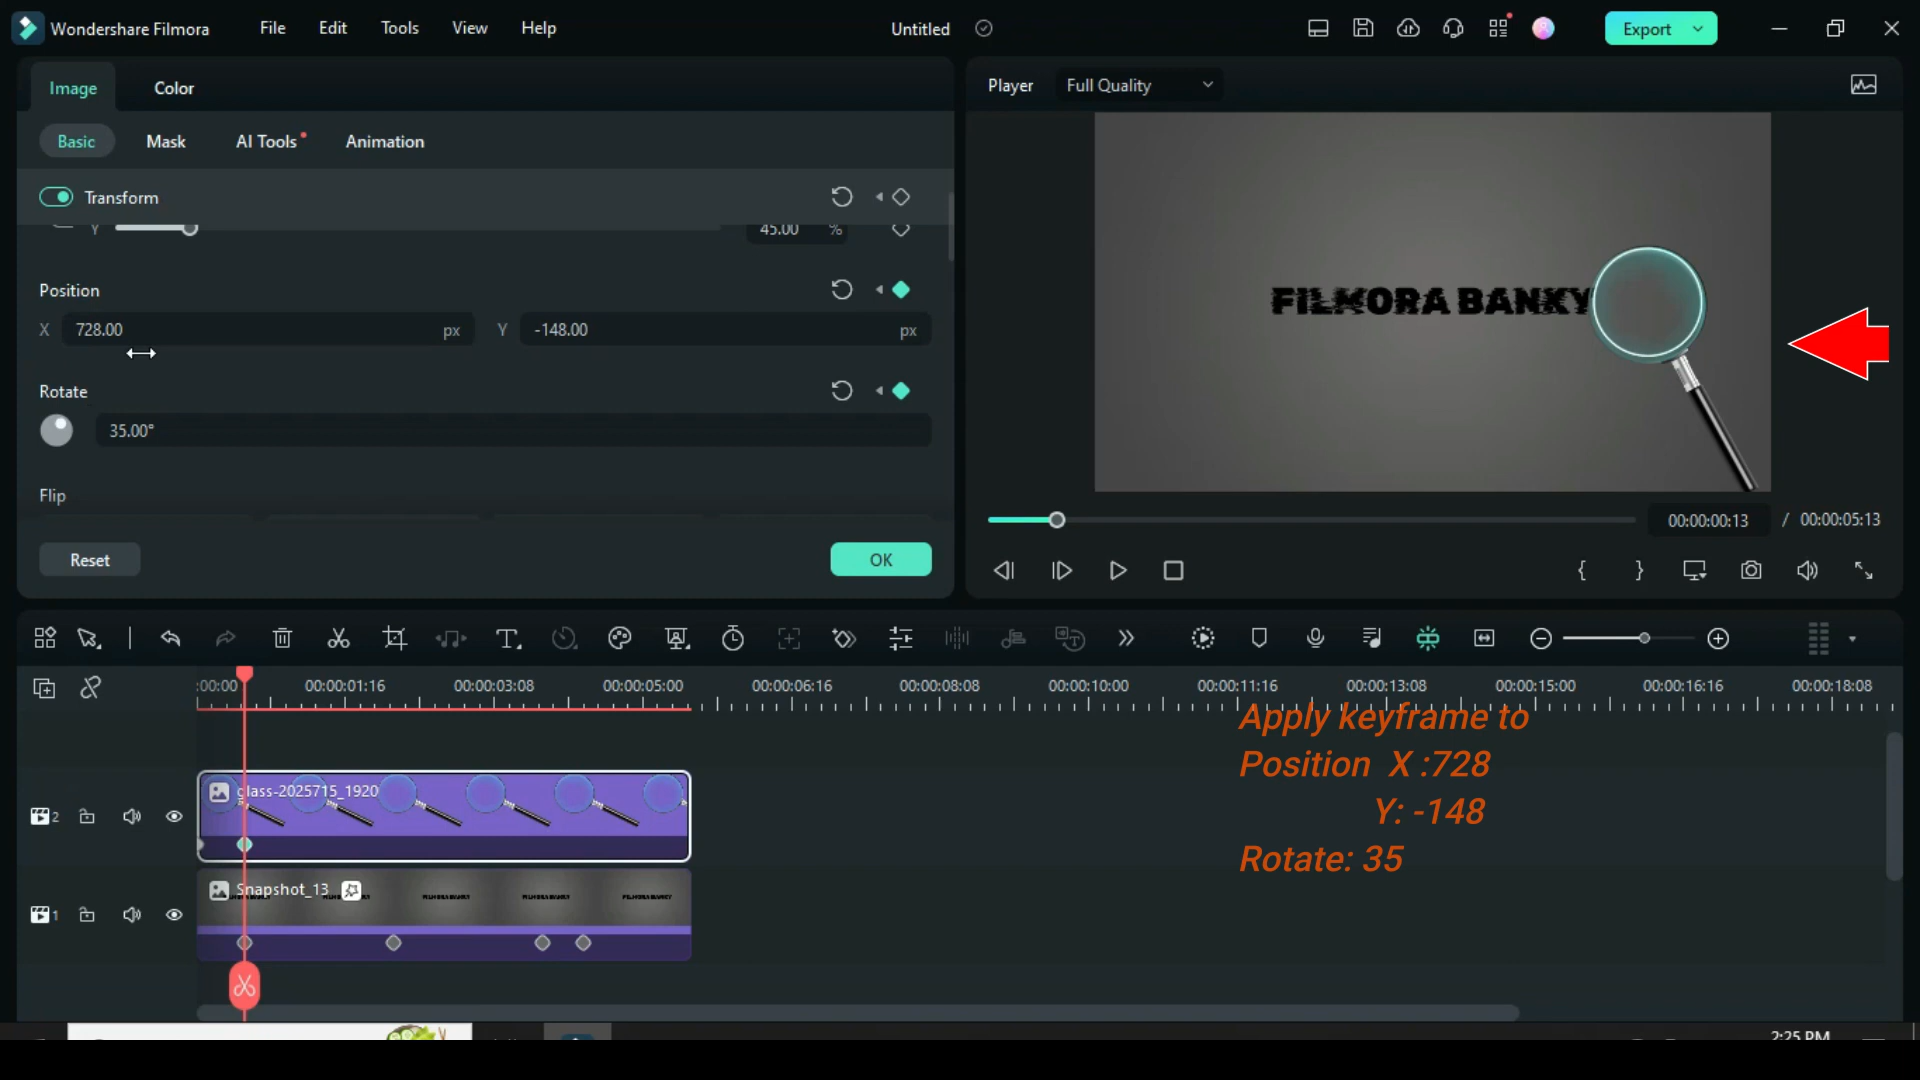 Wondershare Filmora
File
Edit
Tools
View
Help
Untitled
Export
Image
Color
Player
Full Quality
Basic
Mask
AI Tools
Animation
Transform
Y
45.00 %
Position
X 728.00 px Y -148.00 px
Rotate
35.00°
Flip
Reset
OK
FILMORA BANKY
00:00:00:13 / 00:00:05:13
:00:00 00:00:01:16 00:00:03:08 00:00:05:00 00:00:06:16 00:00:08:08 00:00:10:00 00:00:11:16 00:00:13:08 00:00:15:00 00:00:16:16 00:00:18:08
Apply keyframe to
Position X :728
Y: -148
Rotate: 35
glass-2025715_1920
2
Snapshot_13
1
2:25 PM